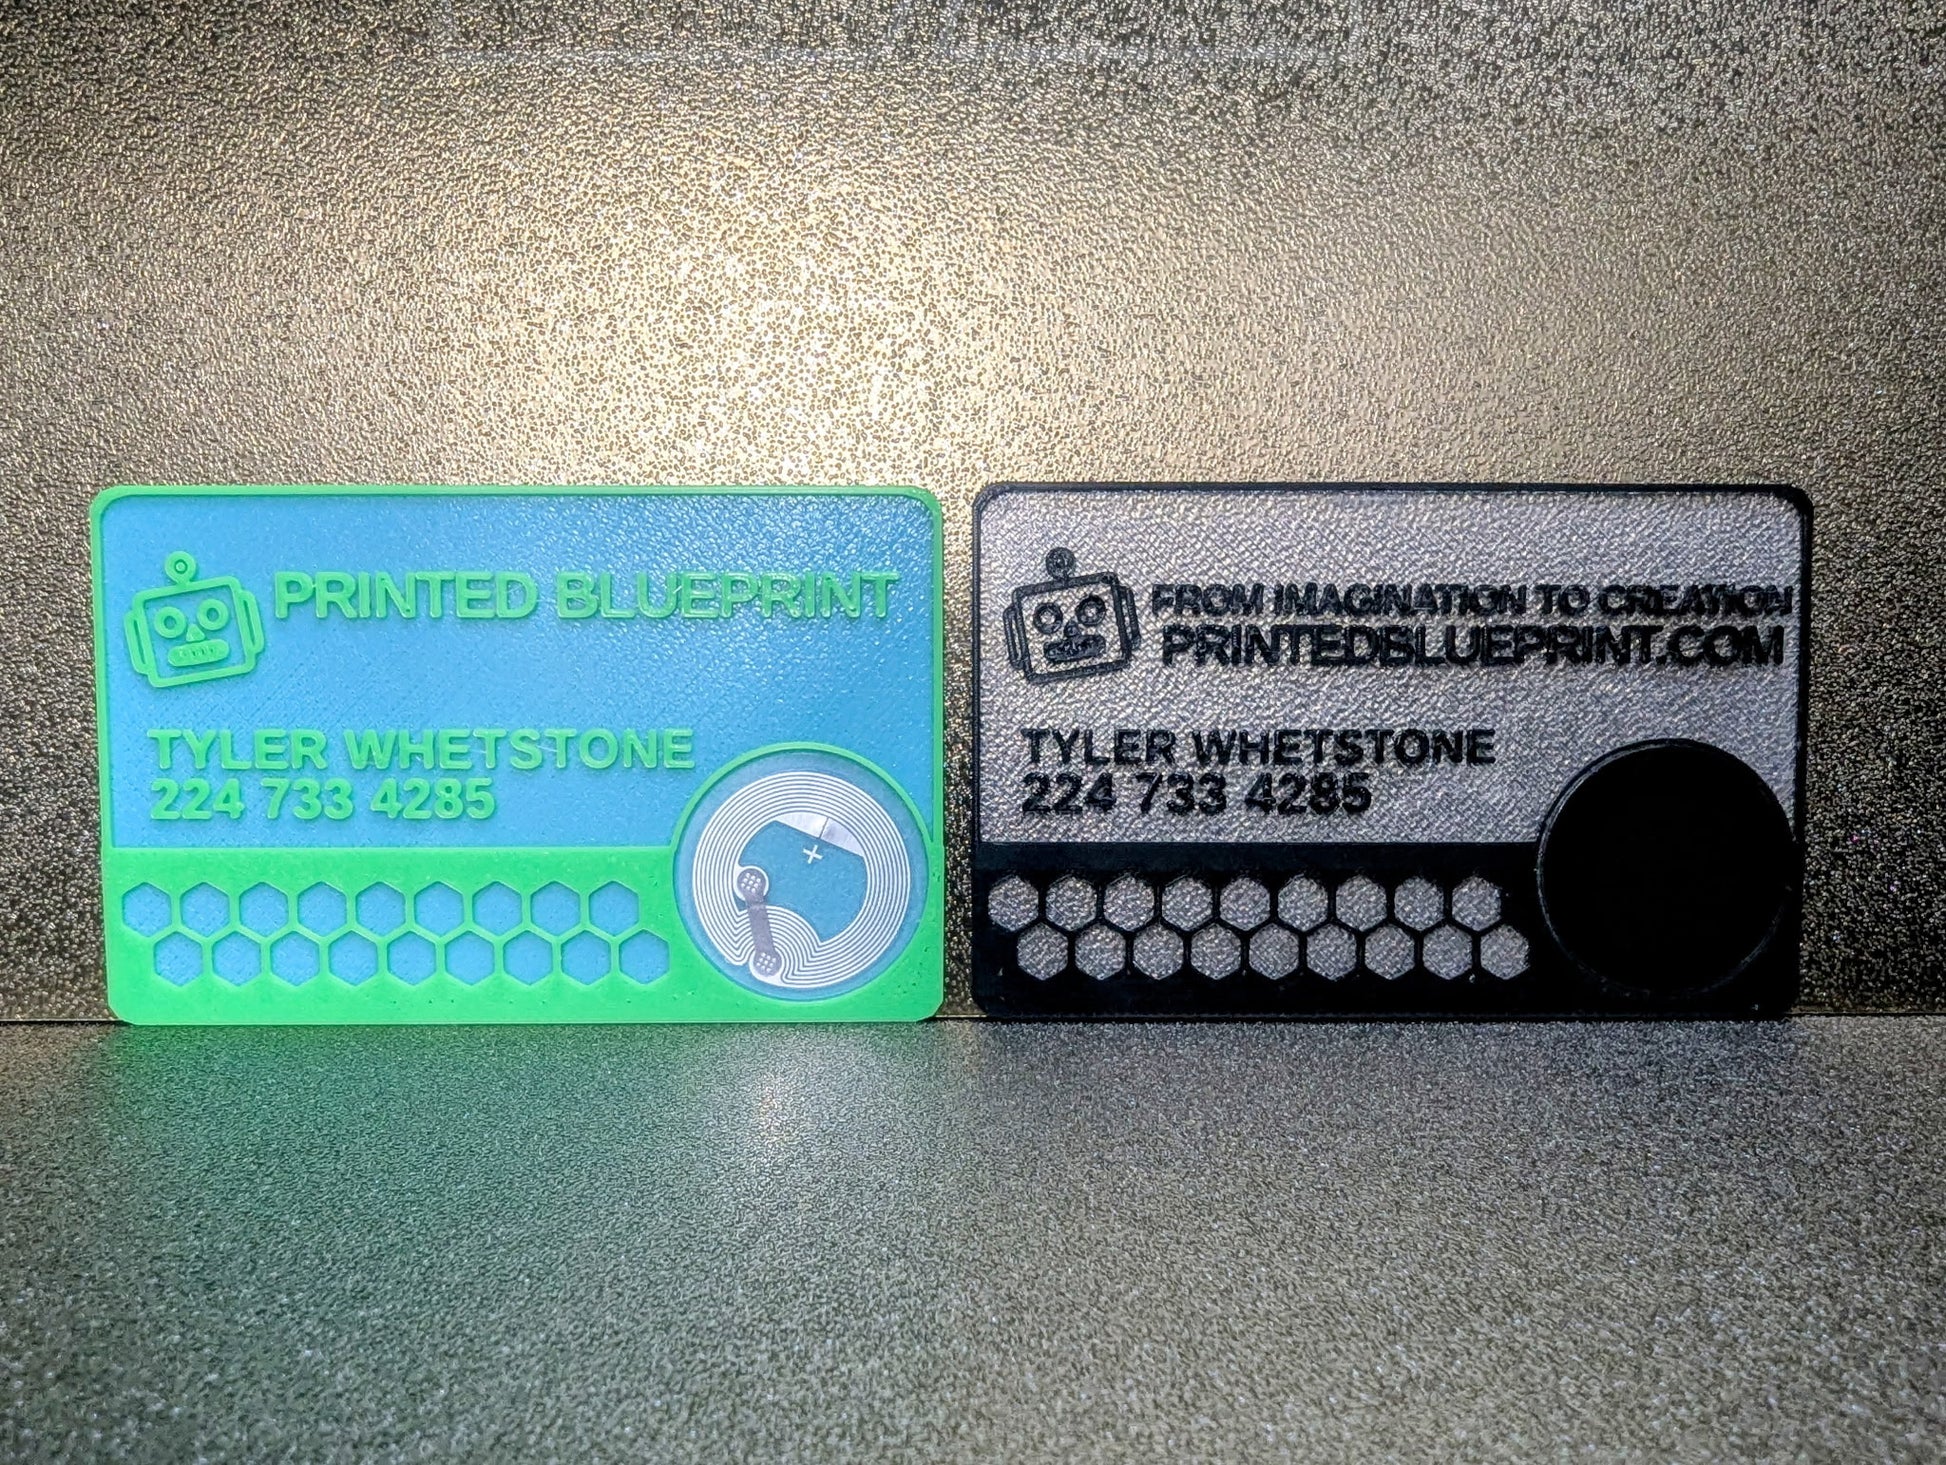 PRINTED BLUEPRINT
TYLER WHETSTONE
224 733 4285
FROM IMAGINATION TO CREATION
PRINTEDBLUEPRINT.COM
TYLER WHETSTONE
224 733 4285